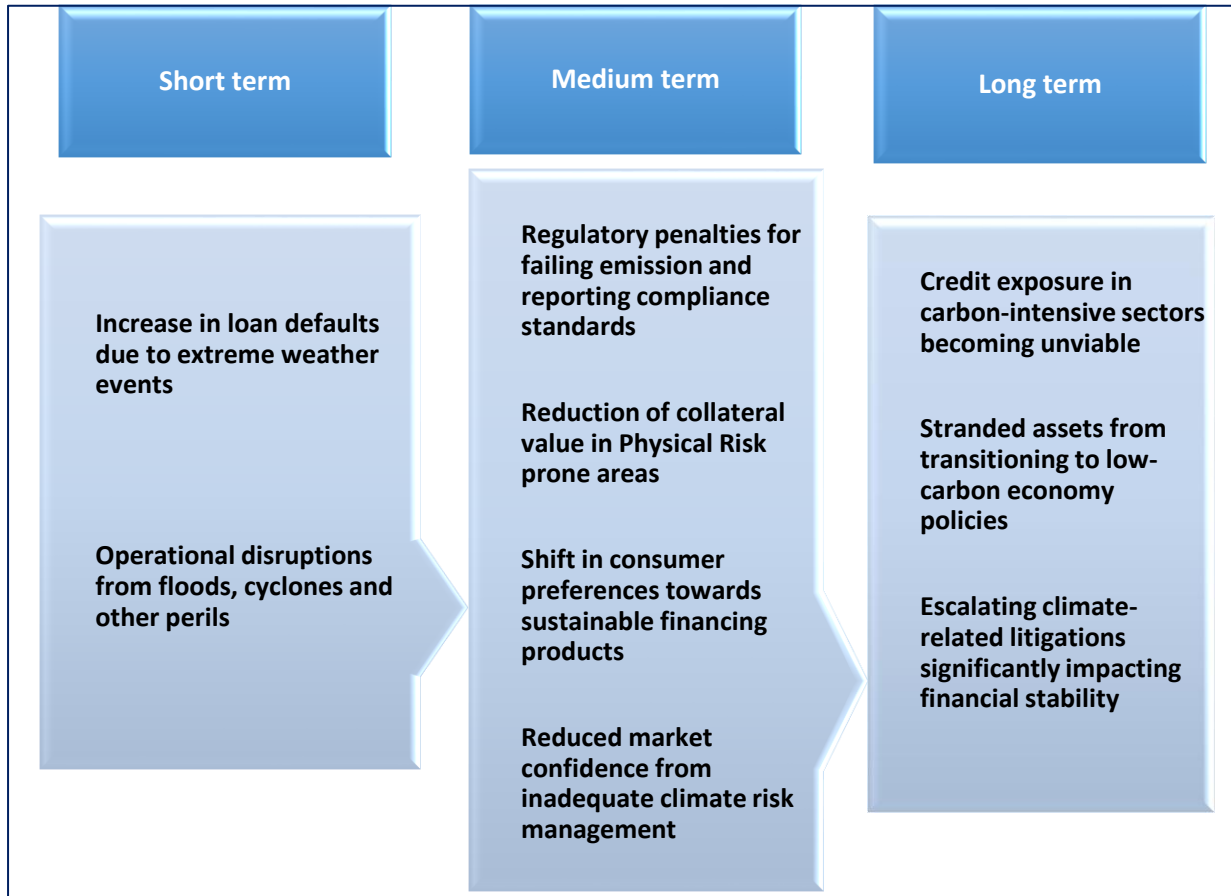 Short term
Increase in loan defaults
due to extreme weather
events
Operational disruptions
from floods, cyclones and
other perils
Medium term
Regulatory penalties for
failing emission and
reporting compliance
standards
Reduction of collateral
value in Physical Risk
prone areas
Shift in consumer
preferences towards
sustainable financing
products
Reduced market
confidence from
inadequate climate risk
management
Long term
Credit exposure in
carbon-intensive sectors
becoming unviable
Stranded assets from
transitioning to low-
carbon economy
policies
Escalating climate-
related litigations
significantly impacting
financial stability